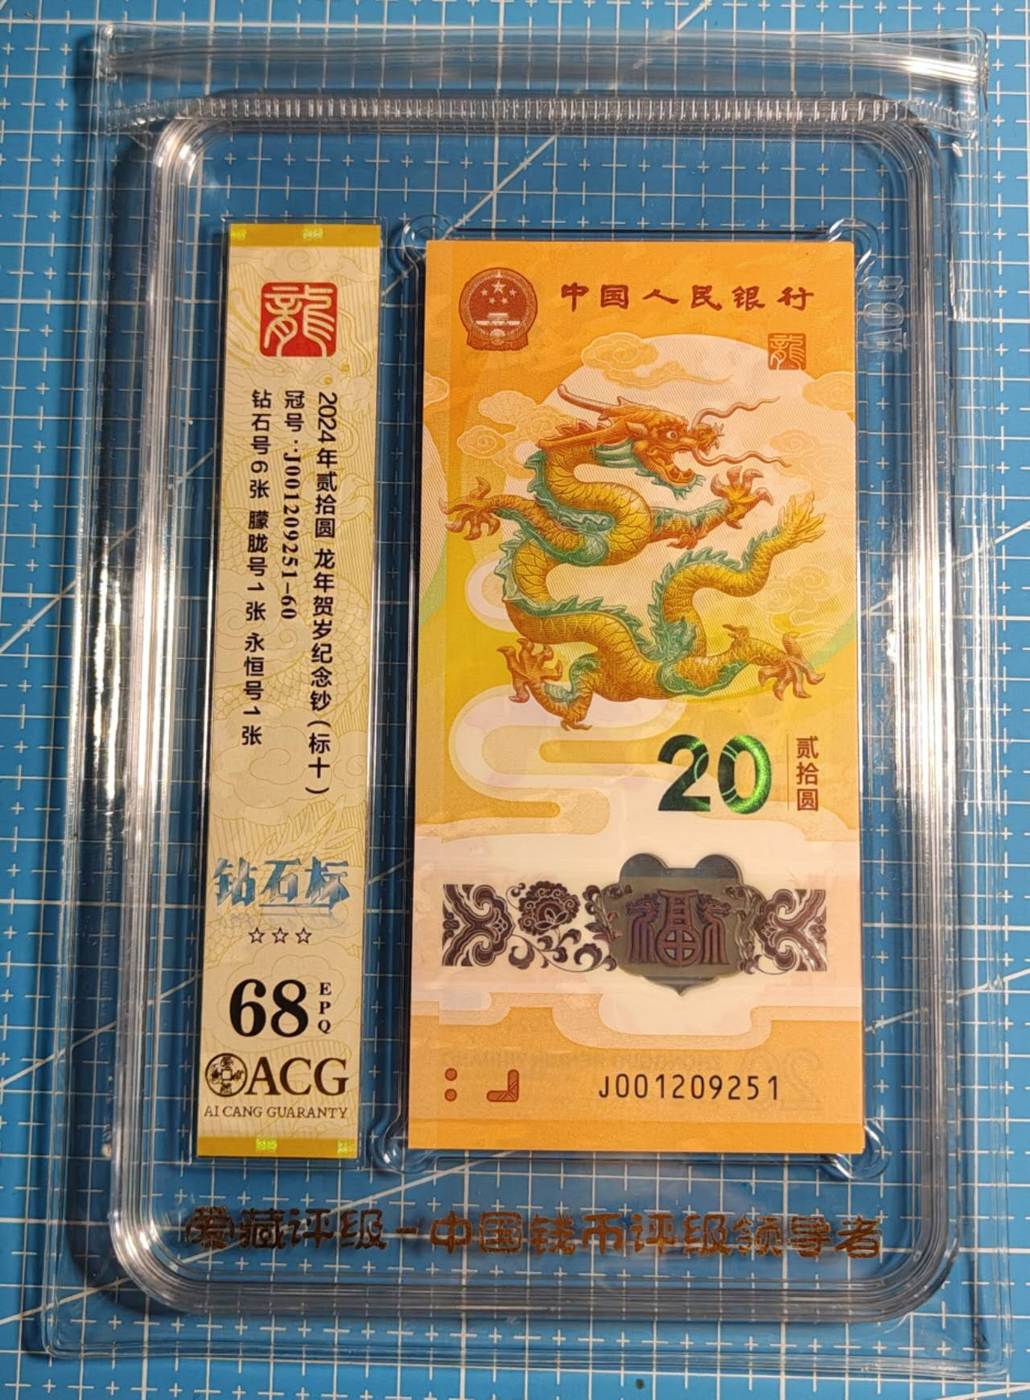 龍
2024年贰拾圆 龙年贺岁纪念钞(标十)
冠号:J001209251-60
钻石号6张 朦胧号1张 永恒号1张
钻石标
☆☆☆
68 EPQ
ACG
AI CANG GUARANTY
中国人民银行
龍
20
贰拾圆
福
J001209251
爱藏评级-中国钱币评级领导者